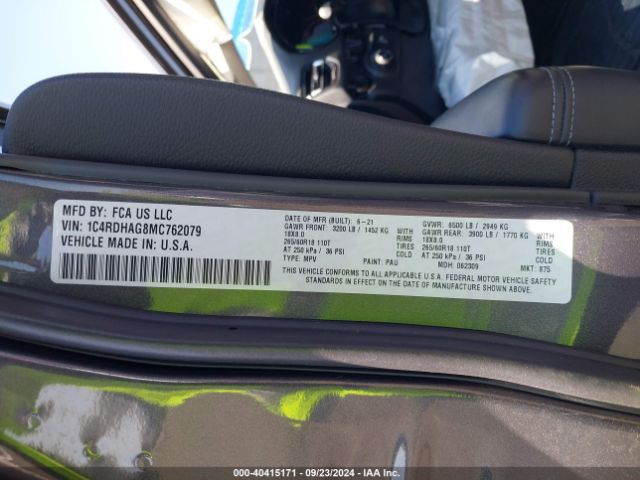 MFD BY: FCA US LLC
VIN: 1C4RDHAG8MC762079
VEHICLE MADE IN: U.S.A.
DATE OF MFR (BUILT): 6-21 GVWR: 6500 LB / 2949 KG
GAWR FRONT: 3200 LB / 1452 KG WITH GAWR REAR: 3900 LB / 1770 KG WITH
18X8.0 RIMS 18X8.0 RIMS
265/60R18 110T TIRES 265/60R18 110T TIRES
AT 250 kPa / 36 PSI COLD AT 250 kPa / 36 PSI COLD
TYPE: MPV PAINT: PAU MDH: 062309 MKT: 875
THIS VEHICLE CONFORMS TO ALL APPLICABLE U.S.A. FEDERAL MOTOR VEHICLE SAFETY
STANDARDS IN EFFECT ON THE DATE OF MANUFACTURE SHOWN ABOVE.
000-40415171 - 09/23/2024 - IAA Inc.